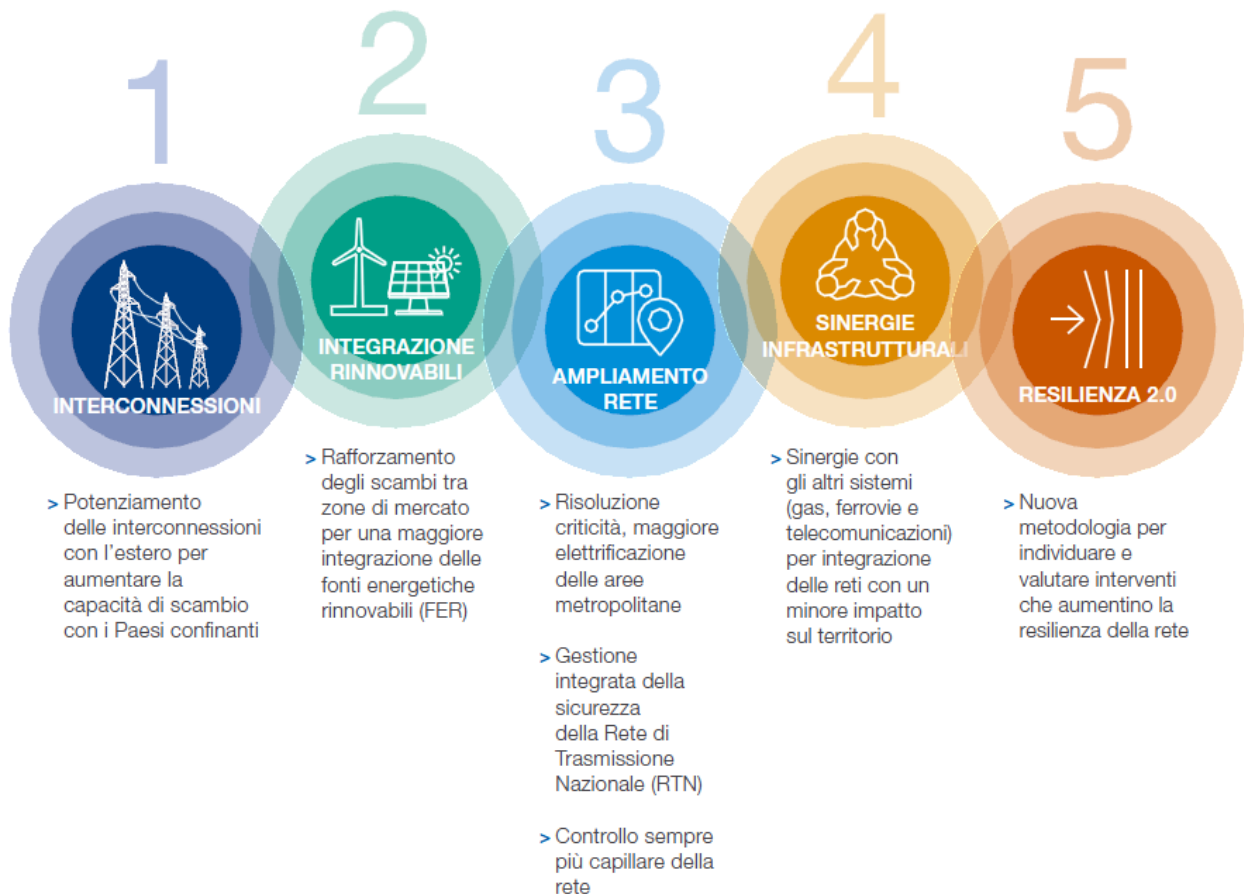 1
INTERCONNESSIONI
> Potenziamento
delle interconnessioni
con l'estero per
aumentare la
capacità di scambio
con i Paesi confinanti
2
INTEGRAZIONE
RINNOVABILI
> Rafforzamento
degli scambi tra
zone di mercato
per una maggiore
integrazione delle
fonti energetiche
rinnovabili (FER)
3
AMPLIAMENTO
RETE
> Risoluzione
criticità, maggiore
elettrificazione
delle aree
metropolitane
> Gestione
integrata della
sicurezza
della Rete di
Trasmissione
Nazionale (RTN)
> Controllo sempre
più capillare della
rete
4
SINERGIE
INFRASTRUTTURALI
> Sinergie con
gli altri sistemi
(gas, ferrovie e
telecomunicazioni)
per integrazione
delle reti con un
minore impatto
sul territorio
5
RESILIENZA 2.0
> Nuova
metodologia per
individuare e
valutare interventi
che aumentino la
resilienza della rete